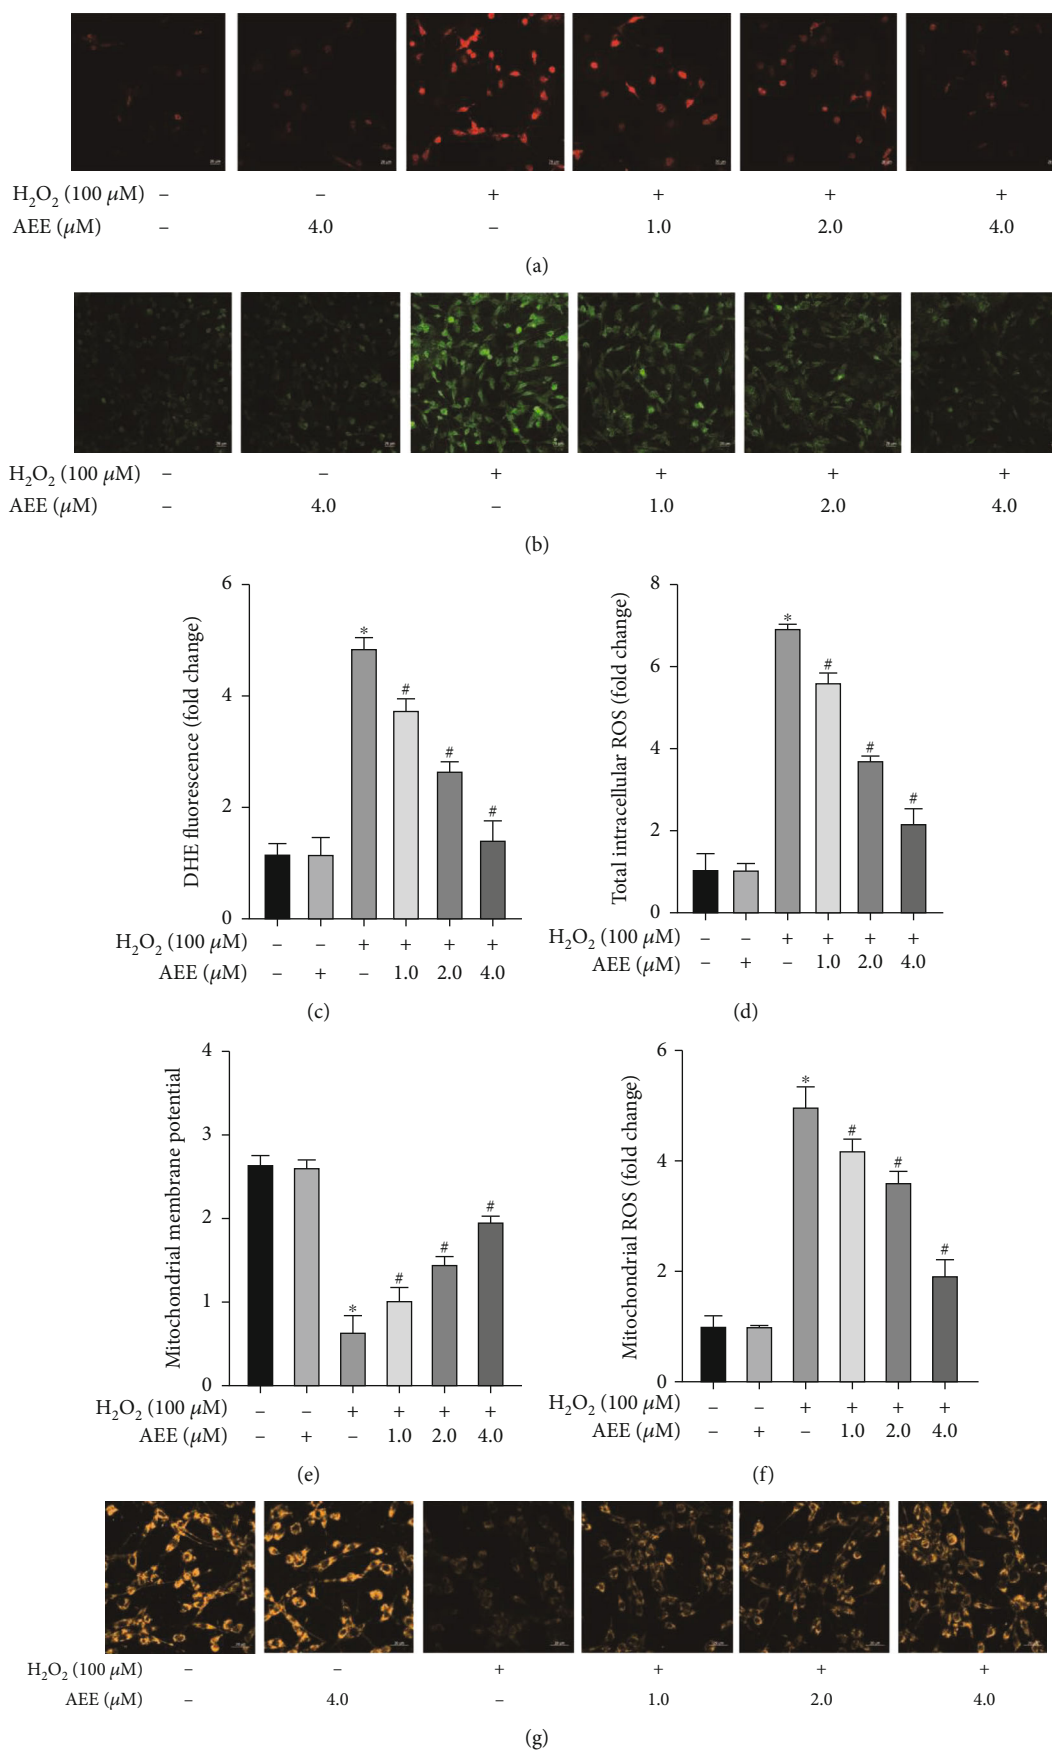 H₂O₂ (100 μM) – – + + + +
AEE (μM) – 4.0 – 1.0 2.0 4.0
(a)
H₂O₂ (100 μM) – – + + + +
AEE (μM) – 4.0 – 1.0 2.0 4.0
(b)
DHE fluorescence (fold change)
6
4
2
0
*
#
#
#
H₂O₂ (100 μM) – – + + + +
AEE (μM) – + – 1.0 2.0 4.0
(c)
Total intracellular ROS (fold change)
8
6
4
2
0
*
#
#
#
H₂O₂ (100 μM) – – + + + +
AEE (μM) – + – 1.0 2.0 4.0
(d)
Mitochondrial membrane potential
4
3
2
1
0
*
#
#
#
H₂O₂ (100 μM) – – + + + +
AEE (μM) – + – 1.0 2.0 4.0
(e)
Mitochondrial ROS (fold change)
6
4
2
0
*
#
#
#
H₂O₂ (100 μM) – – + + + +
AEE (μM) – + – 1.0 2.0 4.0
(f)
H₂O₂ (100 μM) – – + + + +
AEE (μM) – 4.0 – 1.0 2.0 4.0
(g)